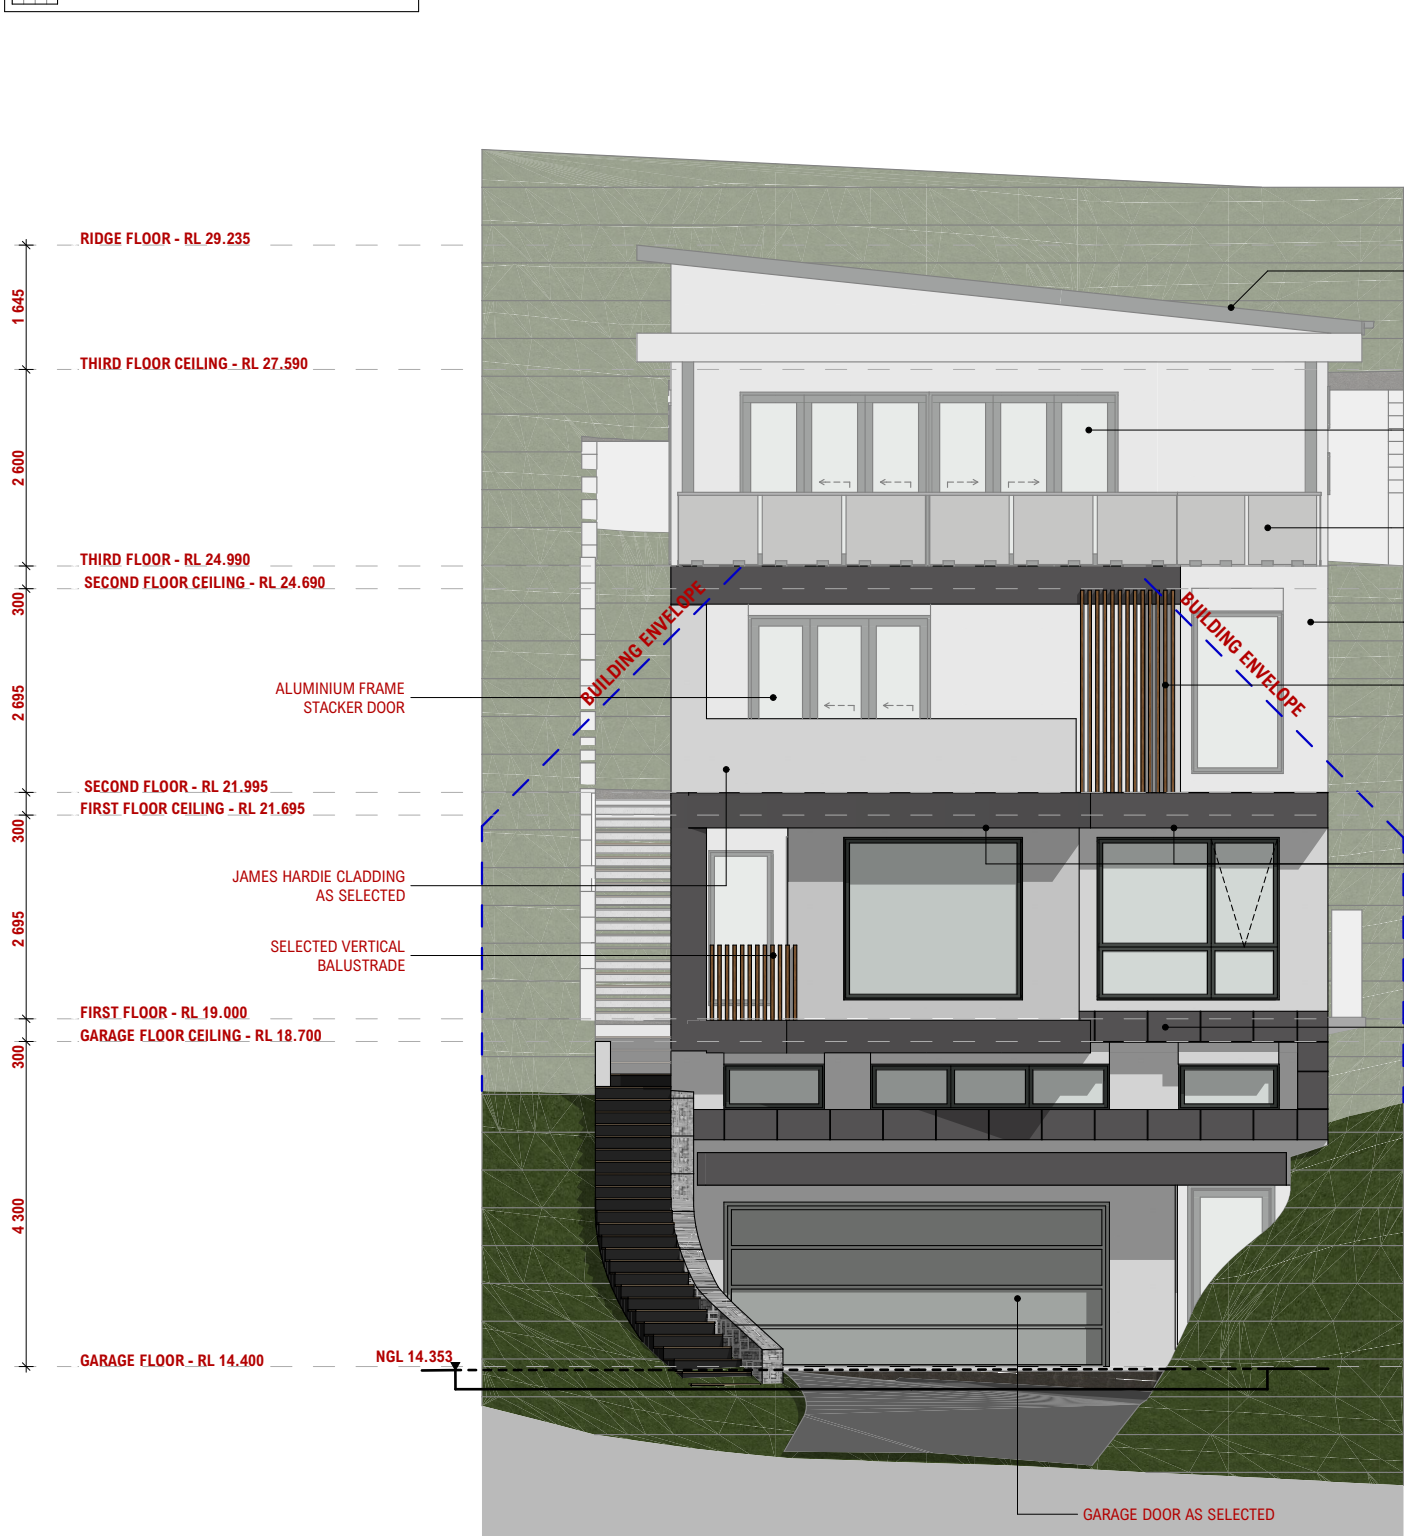 RIDGE FLOOR - RL 29.235
1 645
THIRD FLOOR CEILING - RL 27.590
2 600
THIRD FLOOR - RL 24.990
SECOND FLOOR CEILING - RL 24.690
300
BUILDING ENVELOPE
BUILDING ENVELOPE
ALUMINIUM FRAME
STACKER DOOR
2 695
SECOND FLOOR - RL 21.995
FIRST FLOOR CEILING - RL 21.695
300
JAMES HARDIE CLADDING
AS SELECTED
2 695
SELECTED VERTICAL
BALUSTRADE
FIRST FLOOR - RL 19.000
GARAGE FLOOR CEILING - RL 18.700
300
4 300
GARAGE FLOOR - RL 14.400
NGL 14.353
GARAGE DOOR AS SELECTED